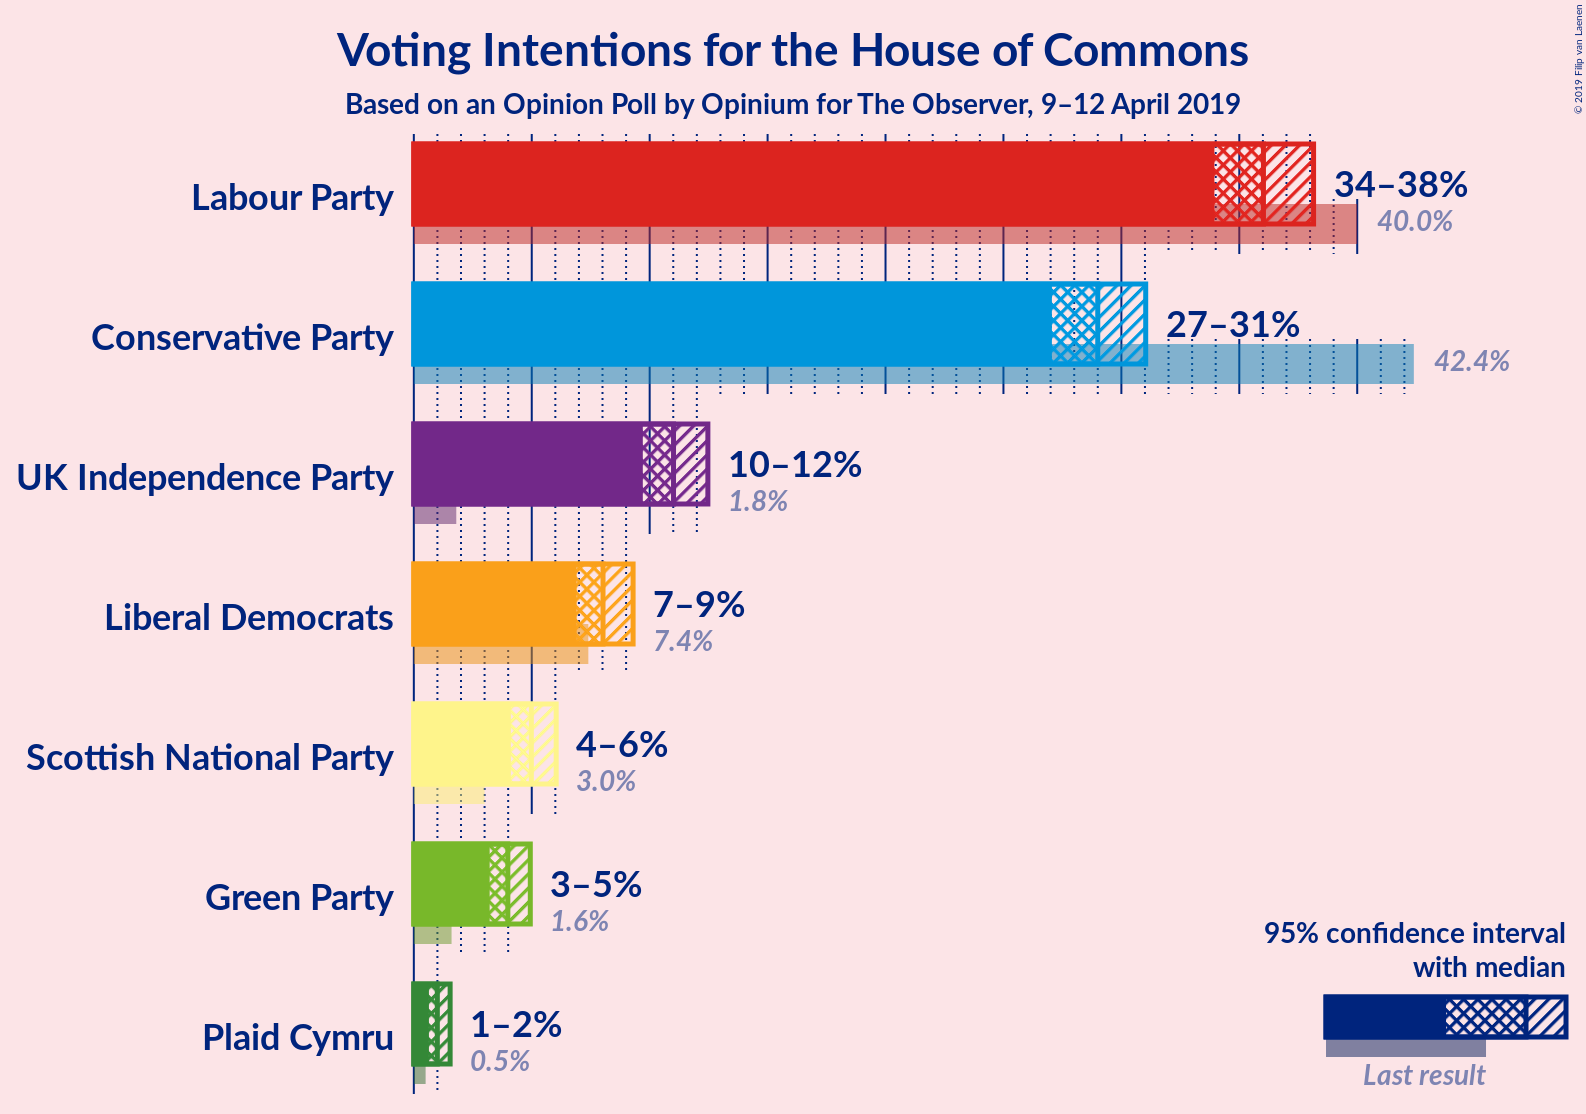 Voting Intentions for the House of Commons
Based on an Opinion Poll by Opinium for The Observer, 9–12 April 2019
© 2019 Filip van Laenen
Labour Party
34–38%
40.0%
Conservative Party
27–31%
42.4%
UK Independence Party
10–12%
1.8%
Liberal Democrats
7–9%
7.4%
Scottish National Party
4–6%
3.0%
Green Party
3–5%
1.6%
Plaid Cymru
1–2%
0.5%
95% confidence interval
with median
Last result